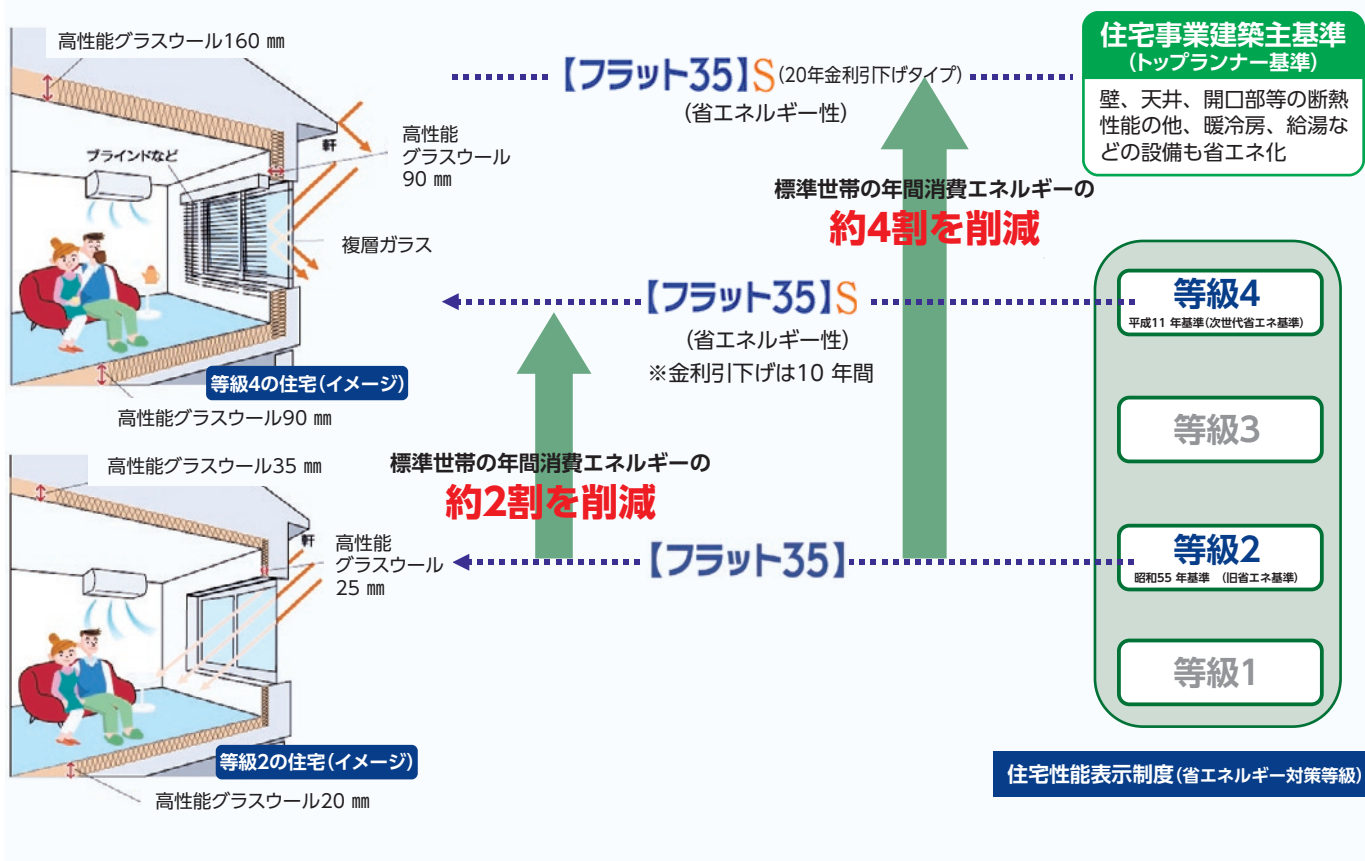 高性能グラスウール160 ㎜
ブラインドなど
軒
高性能
グラスウール
90 ㎜
複層ガラス
等級4の住宅(イメージ)
高性能グラスウール90 ㎜
【フラット35】S(20年金利引下げタイプ)
(省エネルギー性)
住宅事業建築主基準
(トップランナー基準)
壁、天井、開口部等の断熱
性能の他、暖冷房、給湯な
どの設備も省エネ化
標準世帯の年間消費エネルギーの
約4割を削減
【フラット35】S
(省エネルギー性)
※金利引下げは10 年間
等級4
平成11 年基準(次世代省エネ基準)
等級3
高性能グラスウール35 ㎜
軒
高性能
グラスウール
25 ㎜
等級2の住宅(イメージ)
高性能グラスウール20 ㎜
標準世帯の年間消費エネルギーの
約2割を削減
【フラット35】
等級2
昭和55 年基準 (旧省エネ基準)
等級1
住宅性能表示制度(省エネルギー対策等級)